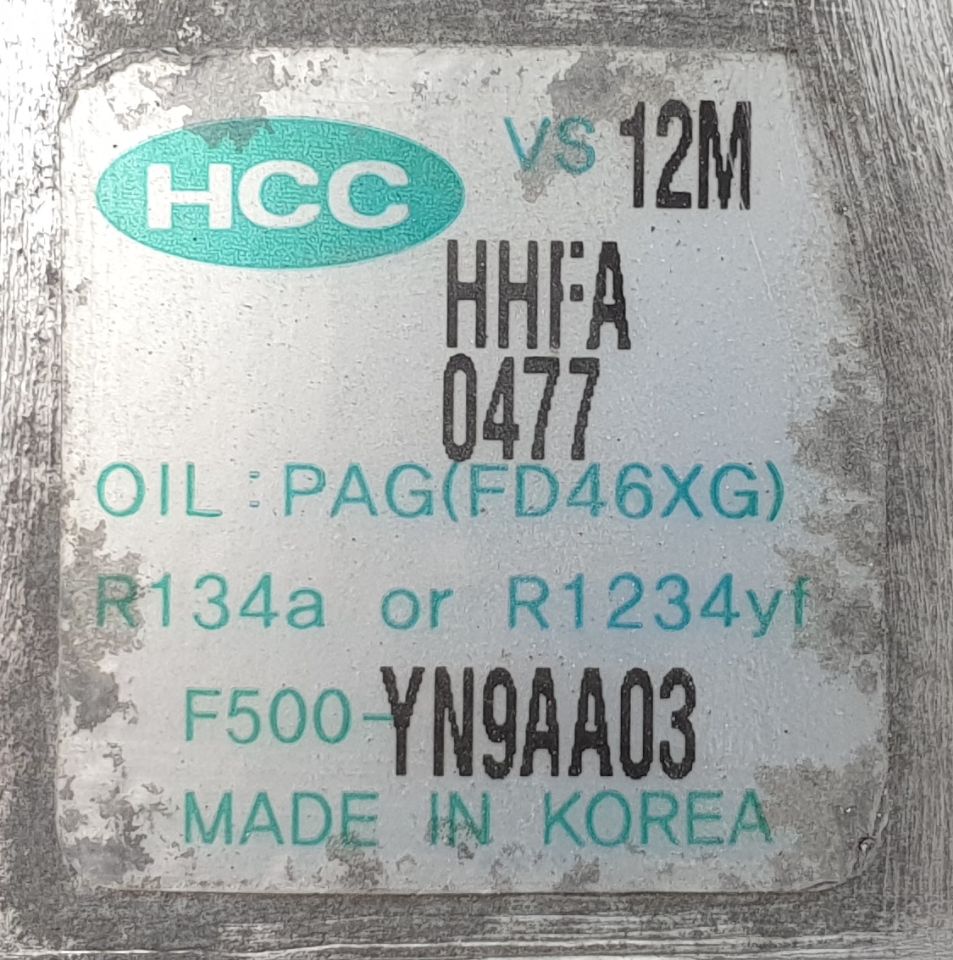 HCC VS 12M
HHFA
0477
OIL : PAG(FD46XG)
R134a or R1234yf
F500-YN9AA03
MADE IN KOREA